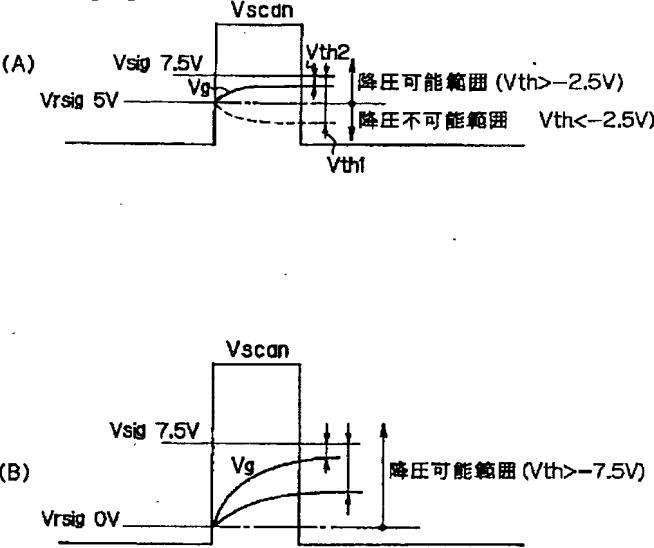 Vscan
(A)
Vsig 7.5V
Vth2
Vg
降圧可能範囲(Vth>-2.5V)
Vrsig 5V
降圧不可能範囲 Vth<-2.5V)
Vth1
Vscan
Vsig 7.5V
(B)
Vg
降圧可能範囲(Vth>-7.5V)
Vrsig 0V